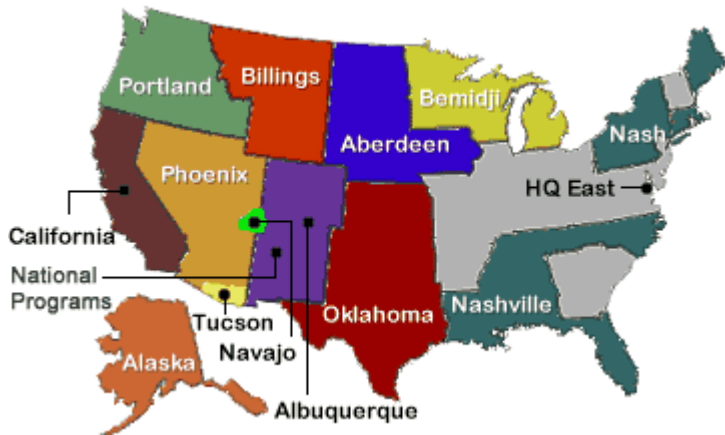 Portland
Billings
Bemidji
Nash
Aberdeen
Phoenix
HQ East
California
National
Programs
Oklahoma
Nashville
Tucson
Navajo
Alaska
Albuquerque